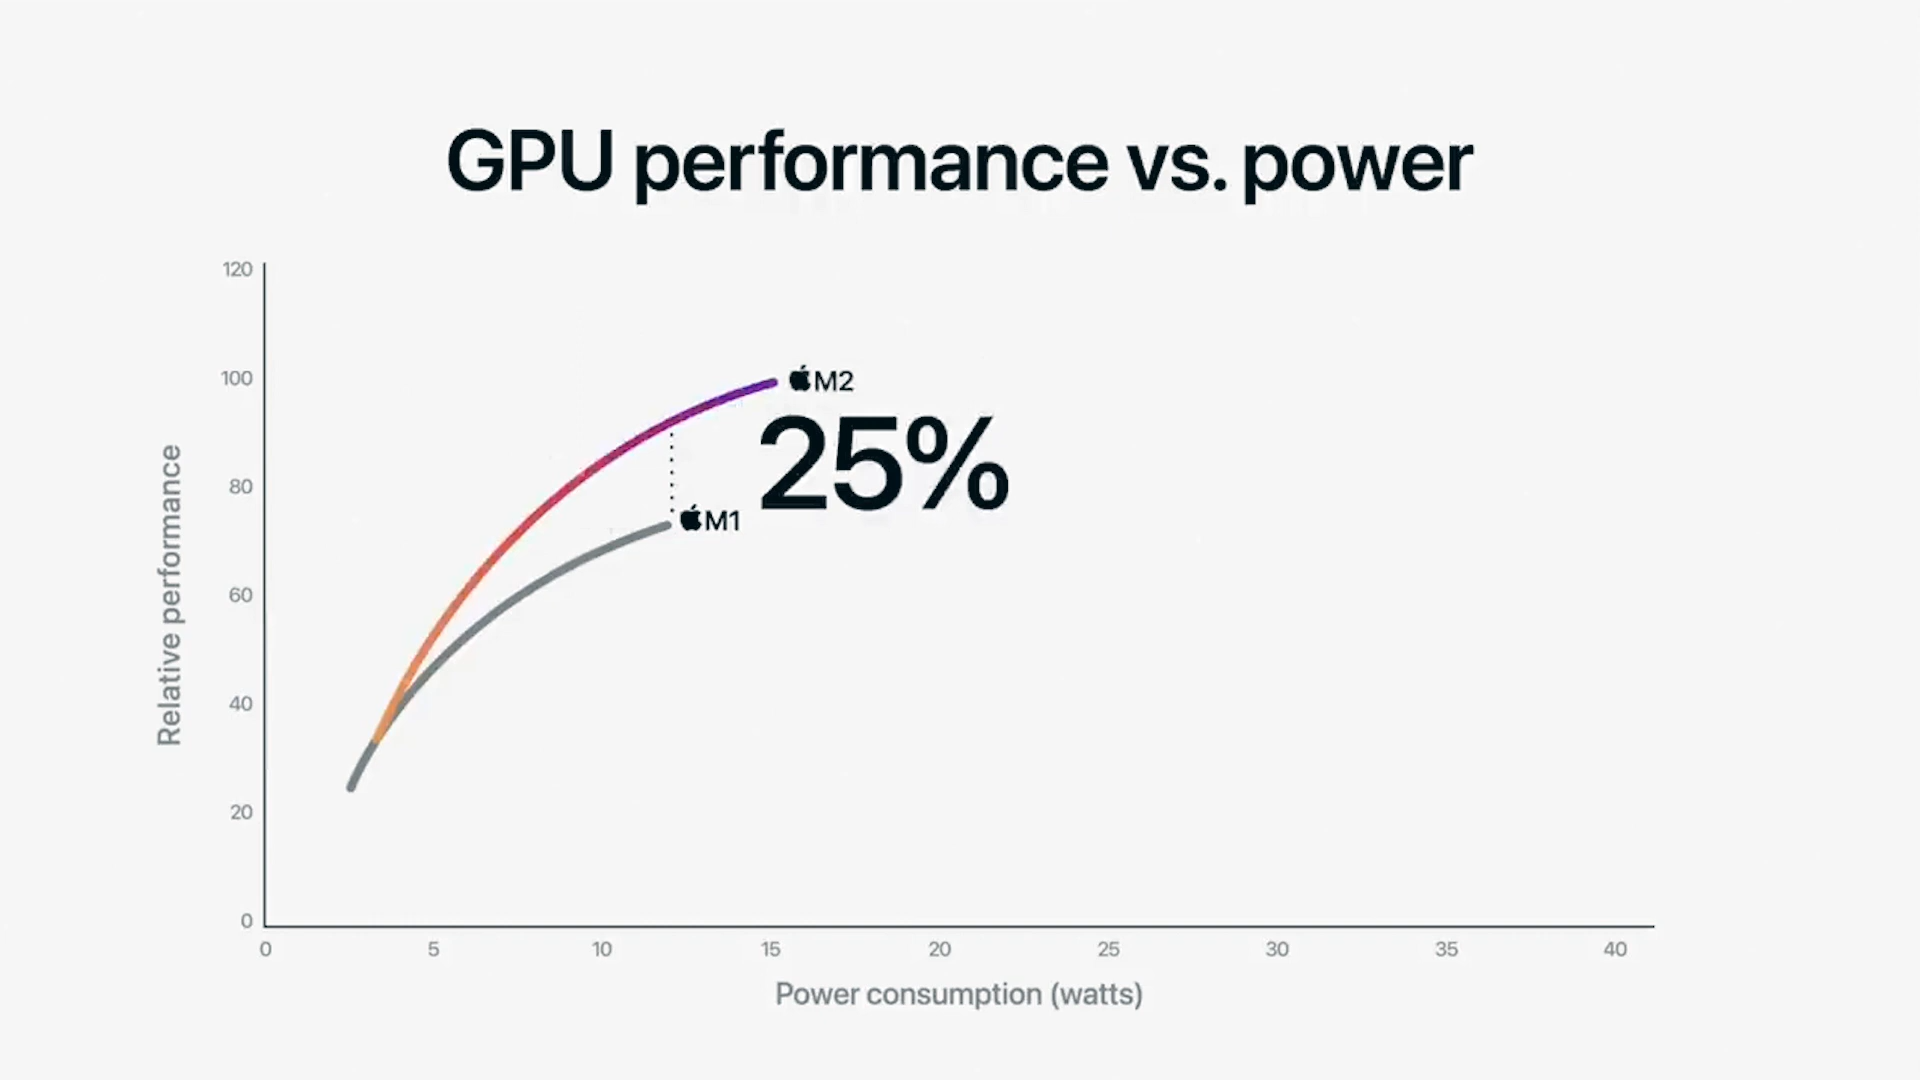 GPU performance vs. power
120
100
80
60
40
20
0
Relative performance
M2
25%
M1
0 5 10 15 20 25 30 35 40
Power consumption (watts)